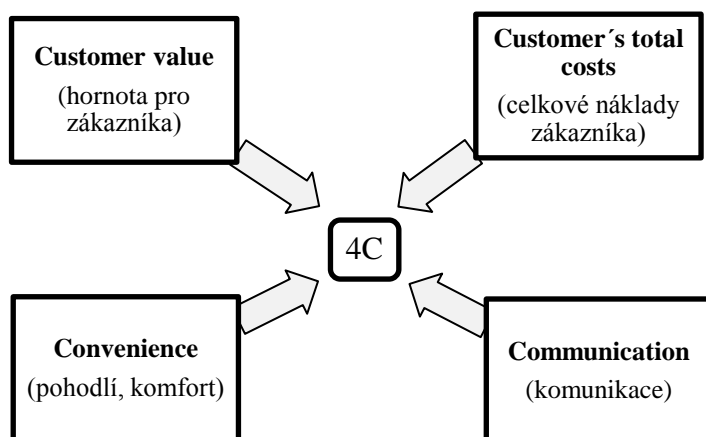 Customer value
(hornota pro
zákazníka)
Customer´s total
costs
(celkové náklady
zákazníka)
4C
Convenience
(pohodlí, komfort)
Communication
(komunikace)